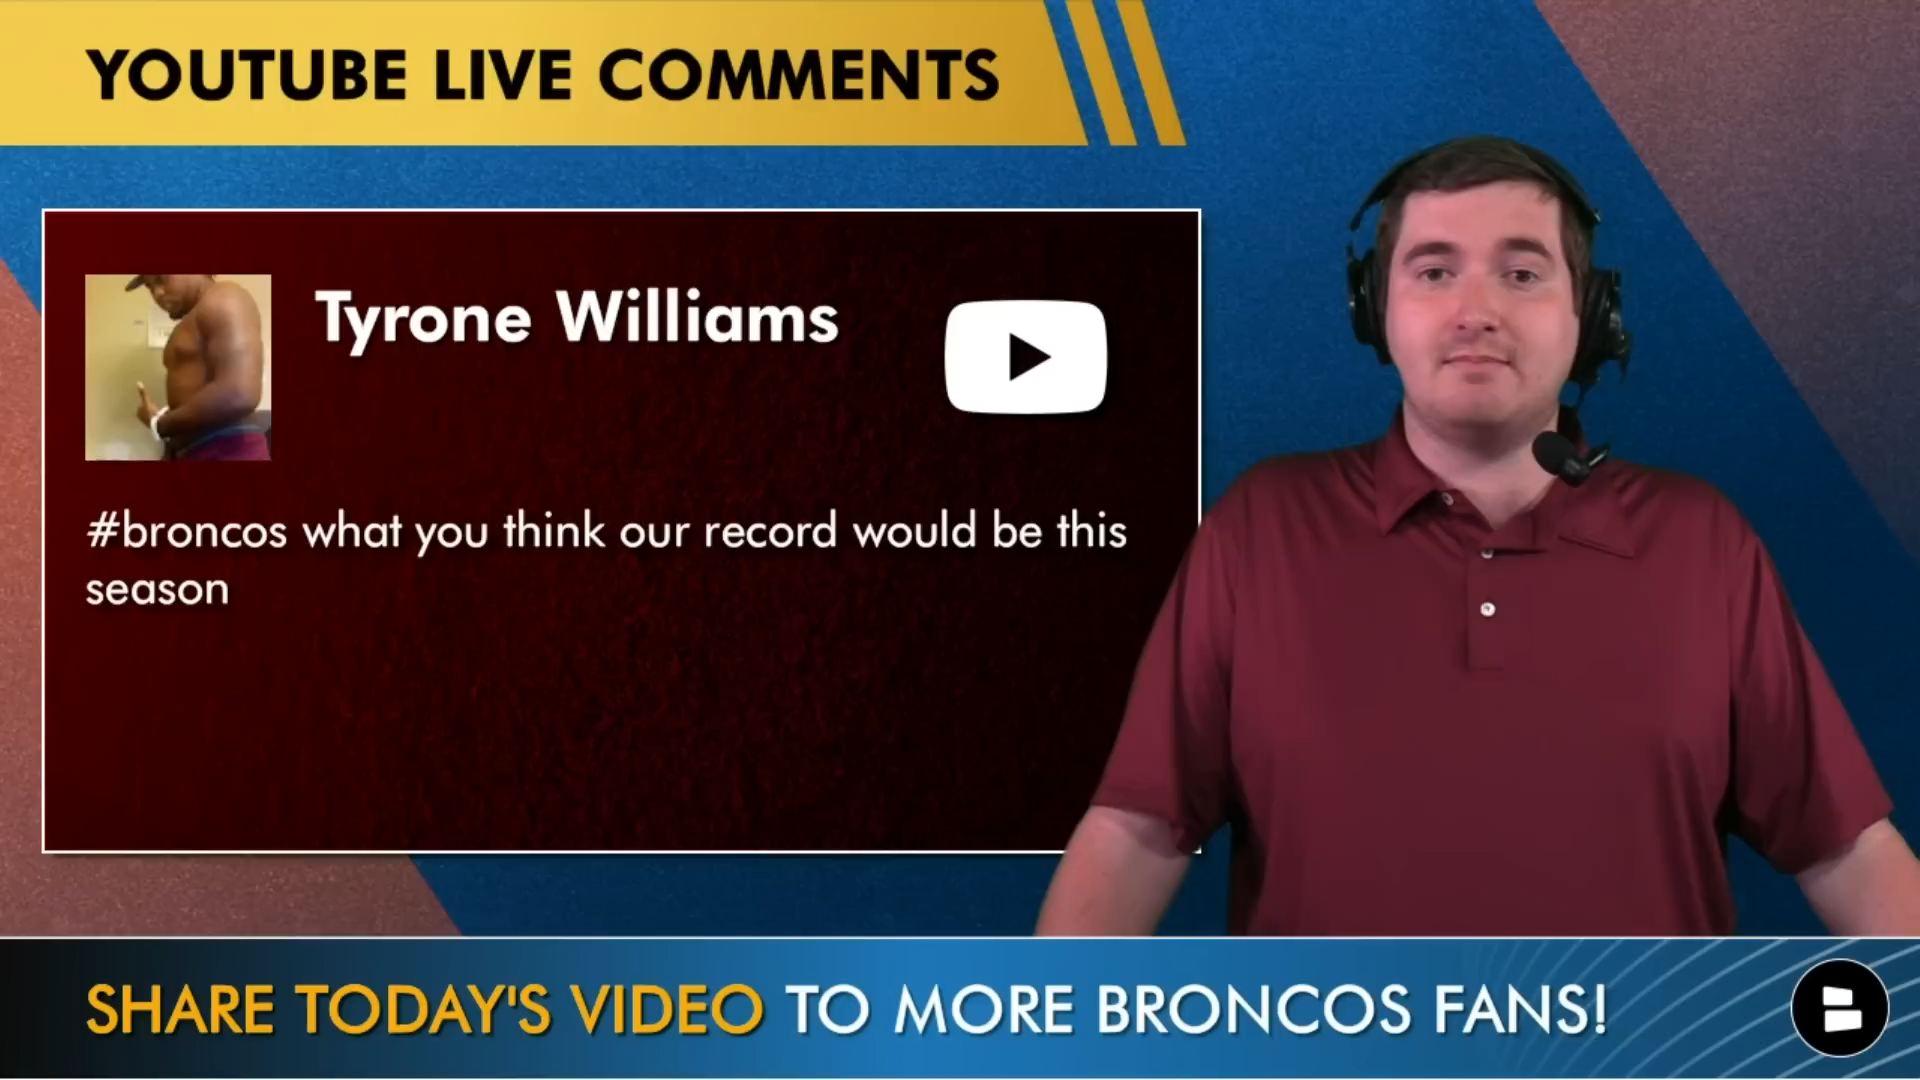 YOUTUBE LIVE COMMENTS
Tyrone Williams
#broncos what you think our record would be this
season
SHARE TODAY'S VIDEO TO MORE BRONCOS FANS!